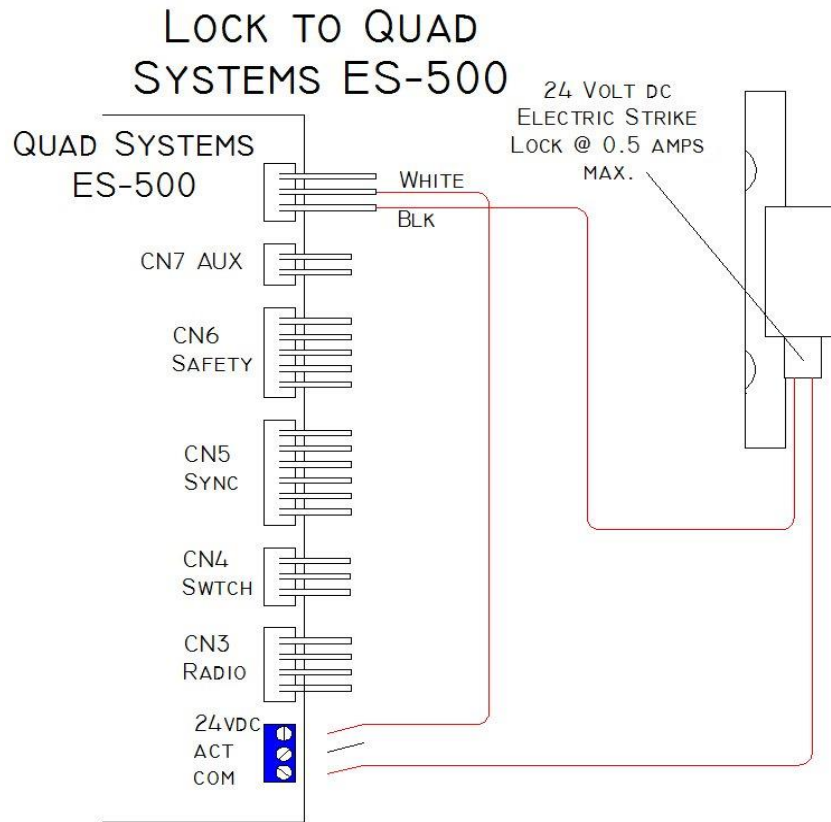 LOCK TO QUAD
SYSTEMS ES-500
24 VOLT DC
ELECTRIC STRIKE
LOCK @ 0.5 AMPS
MAX.
QUAD SYSTEMS
ES-500
WHITE
BLK
CN7 AUX
CN6
SAFETY
CN5
SYNC
CN4
SWTCH
CN3
RADIO
24VDC
ACT
COM